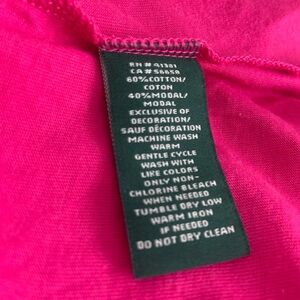 RN# 41381
CA# 56858
60%COTTON/
COTON
40%MODAL/
MODAL
EXCLUSIVE OF
DECORATION/
SAUF DÉCORATION
MACHINE WASH
WARM
GENTLE CYCLE
WASH WITH
LIKE COLORS
ONLY NON-
CHLORINE BLEACH
WHEN NEEDED
TUMBLE DRY LOW
WARM IRON
IF NEEDED
DO NOT DRY CLEAN